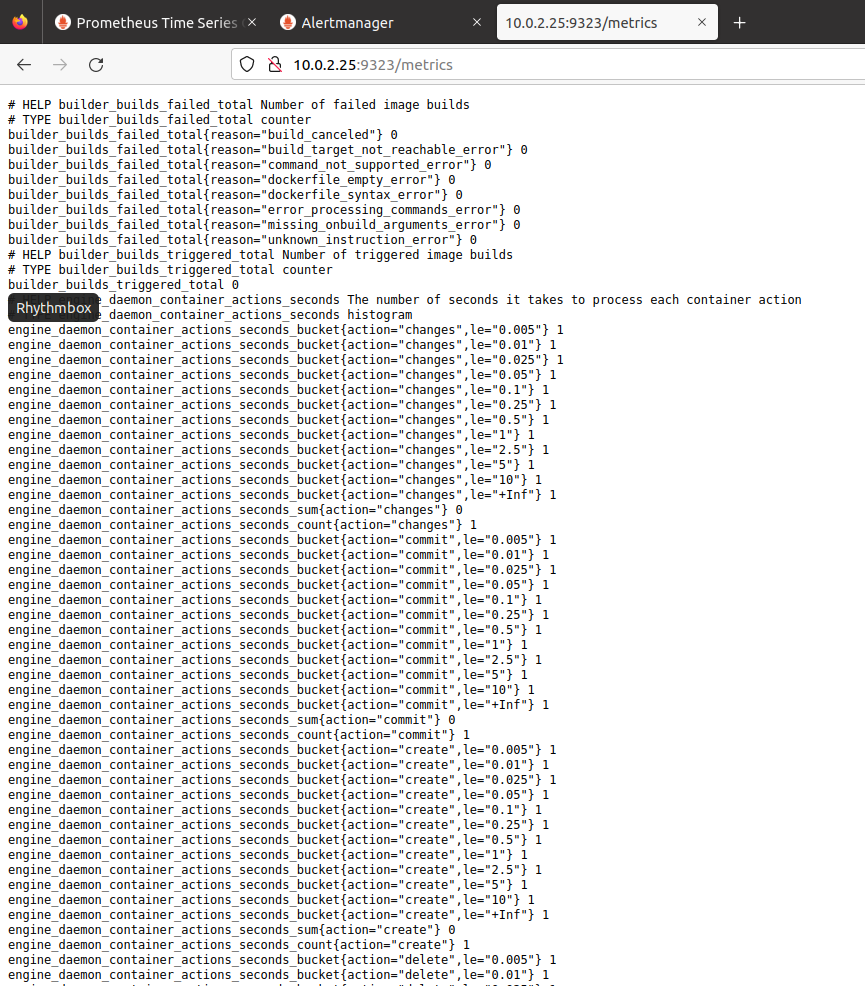 Prometheus Time Series
Alertmanager
10.0.2.25:9323/metrics
10.0.2.25:9323/metrics
# HELP builder_builds_failed_total Number of failed image builds
# TYPE builder_builds_failed_total counter
builder_builds_failed_total{reason="build_canceled"} 0
builder_builds_failed_total{reason="build_target_not_reachable_error"} 0
builder_builds_failed_total{reason="command_not_supported_error"} 0
builder_builds_failed_total{reason="dockerfile_empty_error"} 0
builder_builds_failed_total{reason="dockerfile_syntax_error"} 0
builder_builds_failed_total{reason="error_processing_commands_error"} 0
builder_builds_failed_total{reason="missing_onbuild_arguments_error"} 0
builder_builds_failed_total{reason="unknown_instruction_error"} 0
# HELP builder_builds_triggered_total Number of triggered image builds
# TYPE builder_builds_triggered_total counter
builder_builds_triggered_total 0
_daemon_container_actions_seconds The number of seconds it takes to process each container action
Rhythmbox
_daemon_container_actions_seconds histogram
engine_daemon_container_actions_seconds_bucket{action="changes",le="0.005"} 1
engine_daemon_container_actions_seconds_bucket{action="changes",le="0.01"} 1
engine_daemon_container_actions_seconds_bucket{action="changes",le="0.025"} 1
engine_daemon_container_actions_seconds_bucket{action="changes",le="0.05"} 1
engine_daemon_container_actions_seconds_bucket{action="changes",le="0.1"} 1
engine_daemon_container_actions_seconds_bucket{action="changes",le="0.25"} 1
engine_daemon_container_actions_seconds_bucket{action="changes",le="0.5"} 1
engine_daemon_container_actions_seconds_bucket{action="changes",le="1"} 1
engine_daemon_container_actions_seconds_bucket{action="changes",le="2.5"} 1
engine_daemon_container_actions_seconds_bucket{action="changes",le="5"} 1
engine_daemon_container_actions_seconds_bucket{action="changes",le="10"} 1
engine_daemon_container_actions_seconds_bucket{action="changes",le="+Inf"} 1
engine_daemon_container_actions_seconds_sum{action="changes"} 0
engine_daemon_container_actions_seconds_count{action="changes"} 1
engine_daemon_container_actions_seconds_bucket{action="commit",le="0.005"} 1
engine_daemon_container_actions_seconds_bucket{action="commit",le="0.01"} 1
engine_daemon_container_actions_seconds_bucket{action="commit",le="0.025"} 1
engine_daemon_container_actions_seconds_bucket{action="commit",le="0.05"} 1
engine_daemon_container_actions_seconds_bucket{action="commit",le="0.1"} 1
engine_daemon_container_actions_seconds_bucket{action="commit",le="0.25"} 1
engine_daemon_container_actions_seconds_bucket{action="commit",le="0.5"} 1
engine_daemon_container_actions_seconds_bucket{action="commit",le="1"} 1
engine_daemon_container_actions_seconds_bucket{action="commit",le="2.5"} 1
engine_daemon_container_actions_seconds_bucket{action="commit",le="5"} 1
engine_daemon_container_actions_seconds_bucket{action="commit",le="10"} 1
engine_daemon_container_actions_seconds_bucket{action="commit",le="+Inf"} 1
engine_daemon_container_actions_seconds_sum{action="commit"} 0
engine_daemon_container_actions_seconds_count{action="commit"} 1
engine_daemon_container_actions_seconds_bucket{action="create",le="0.005"} 1
engine_daemon_container_actions_seconds_bucket{action="create",le="0.01"} 1
engine_daemon_container_actions_seconds_bucket{action="create",le="0.025"} 1
engine_daemon_container_actions_seconds_bucket{action="create",le="0.05"} 1
engine_daemon_container_actions_seconds_bucket{action="create",le="0.1"} 1
engine_daemon_container_actions_seconds_bucket{action="create",le="0.25"} 1
engine_daemon_container_actions_seconds_bucket{action="create",le="0.5"} 1
engine_daemon_container_actions_seconds_bucket{action="create",le="1"} 1
engine_daemon_container_actions_seconds_bucket{action="create",le="2.5"} 1
engine_daemon_container_actions_seconds_bucket{action="create",le="5"} 1
engine_daemon_container_actions_seconds_bucket{action="create",le="10"} 1
engine_daemon_container_actions_seconds_bucket{action="create",le="+Inf"} 1
engine_daemon_container_actions_seconds_sum{action="create"} 0
engine_daemon_container_actions_seconds_count{action="create"} 1
engine_daemon_container_actions_seconds_bucket{action="delete",le="0.005"} 1
engine_daemon_container_actions_seconds_bucket{action="delete",le="0.01"} 1